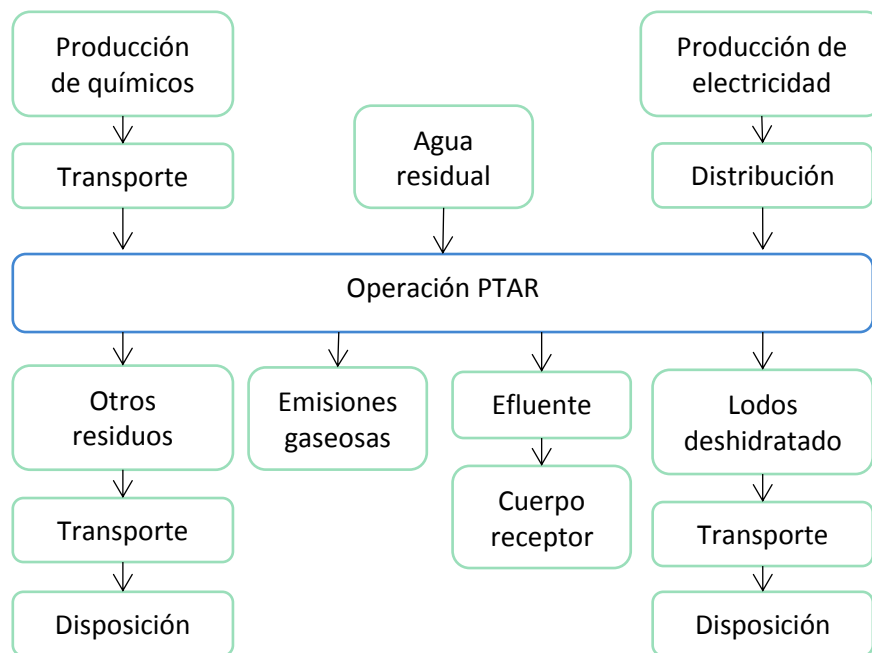 Producción
de químicos
Producción de
electricidad
Agua
residual
Transporte
Distribución
Operación PTAR
Otros
residuos
Emisiones
gaseosas
Efluente
Lodos
deshidratado
Cuerpo
receptor
Transporte
Transporte
Disposición
Disposición